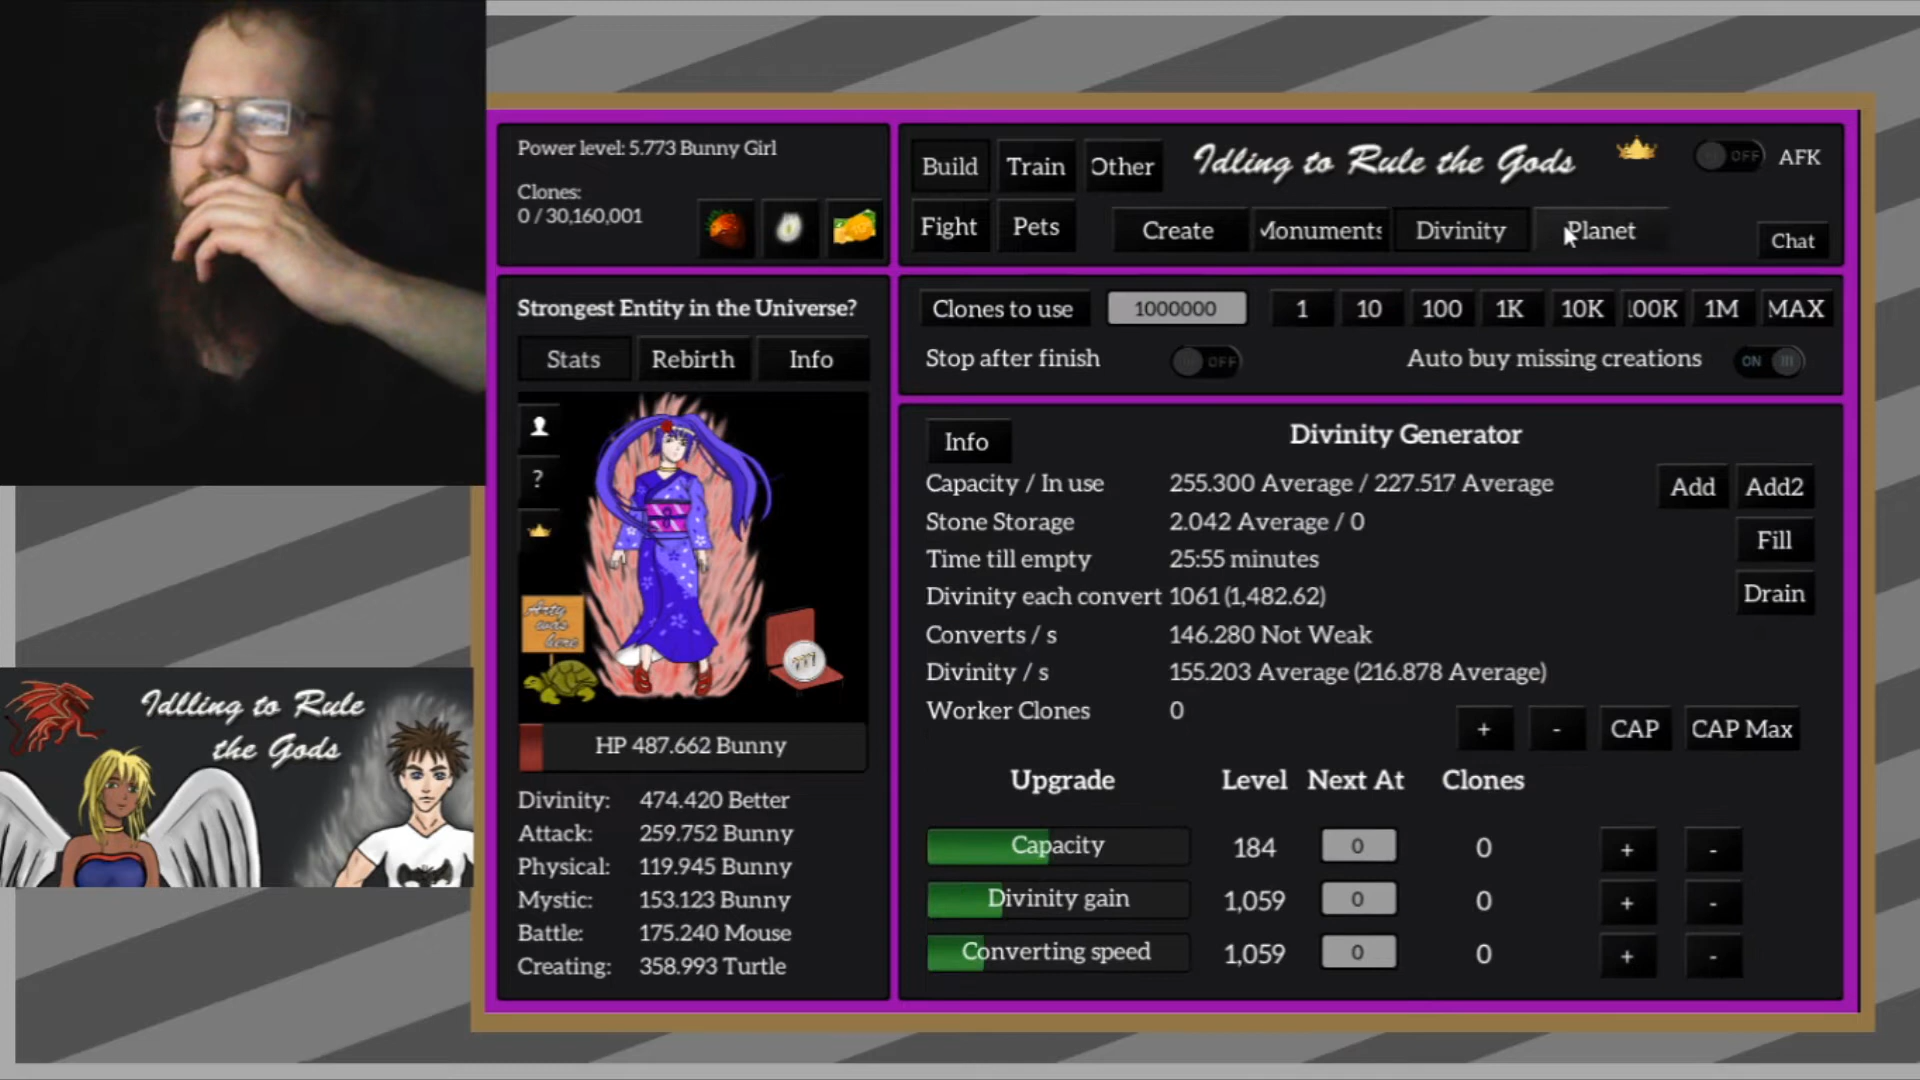 Power level: 5.773 Bunny Girl
Clones:
0 / 30,160,001
Build
Train
Other
Idling to Rule the Gods
OFF
AFK
Fight
Pets
Create
Monuments
Divinity
Planet
Chat
Strongest Entity in the Universe?
Stats
Rebirth
Info
?
Arty
was
here
HP 487.662 Bunny
Divinity: 474.420 Better
Attack: 259.752 Bunny
Physical: 119.945 Bunny
Mystic: 153.123 Bunny
Battle: 175.240 Mouse
Creating: 358.993 Turtle
Clones to use
1000000
1
10
100
1K
10K
100K
1M
MAX
Stop after finish
OFF
Auto buy missing creations
ON
Info
Divinity Generator
Capacity / In use 255.300 Average / 227.517 Average
Add
Add2
Stone Storage 2.042 Average / 0
Fill
Time till empty 25:55 minutes
Divinity each convert 1061 (1,482.62)
Drain
Converts / s 146.280 Not Weak
Divinity / s 155.203 Average (216.878 Average)
Worker Clones 0
+
-
CAP
CAP Max
Upgrade Level Next At Clones
Capacity 184 0 0 + -
Divinity gain 1,059 0 0 + -
Converting speed 1,059 0 0 + -
Idlling to Rule
the Gods